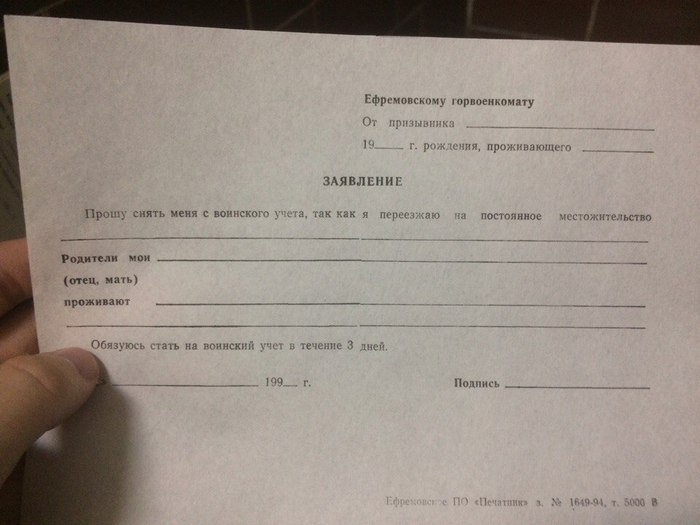 Ефремовскому горвоенкомату
От призывника
19 г. рождения, проживающего
ЗАЯВЛЕНИЕ
Прошу снять меня с воинского учета, так как я переезжаю на постоянное местожительство
Родители мои
(отец, мать)
проживают
Обязуюсь стать на воинский учет в течение 3 дней.
199 г. Подпись
Ефремовское ПО «Печатник» з. № 1649-94, т. 5000 В